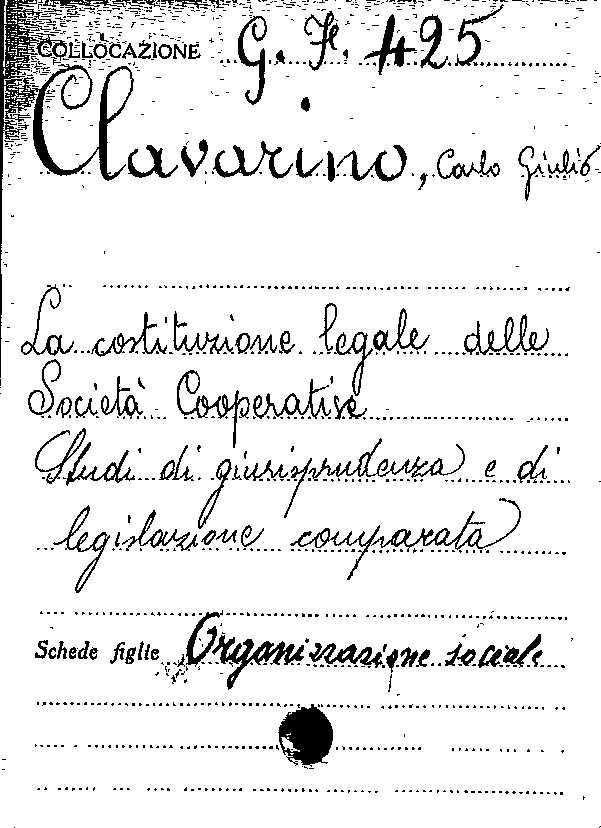 COLLOCAZIONE G. F. 425
Clavarino, Carlo Giulio
La costituzione legale delle
Società Cooperative
Studi di giurisprudenza e di
legislazione comparata
Schede figlie Organizzazione sociale